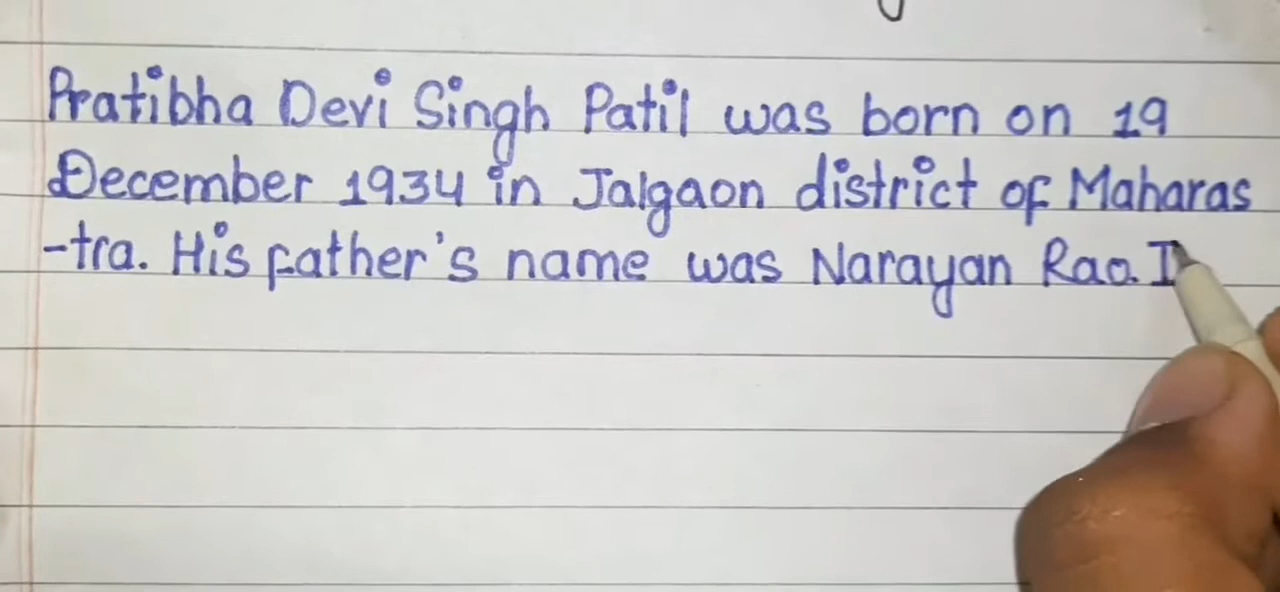 Pratibha Devi Singh Patil was born on 19
December 1934 in Jalgaon district of Maharas
-tra. His father's name was Narayan Rao. I